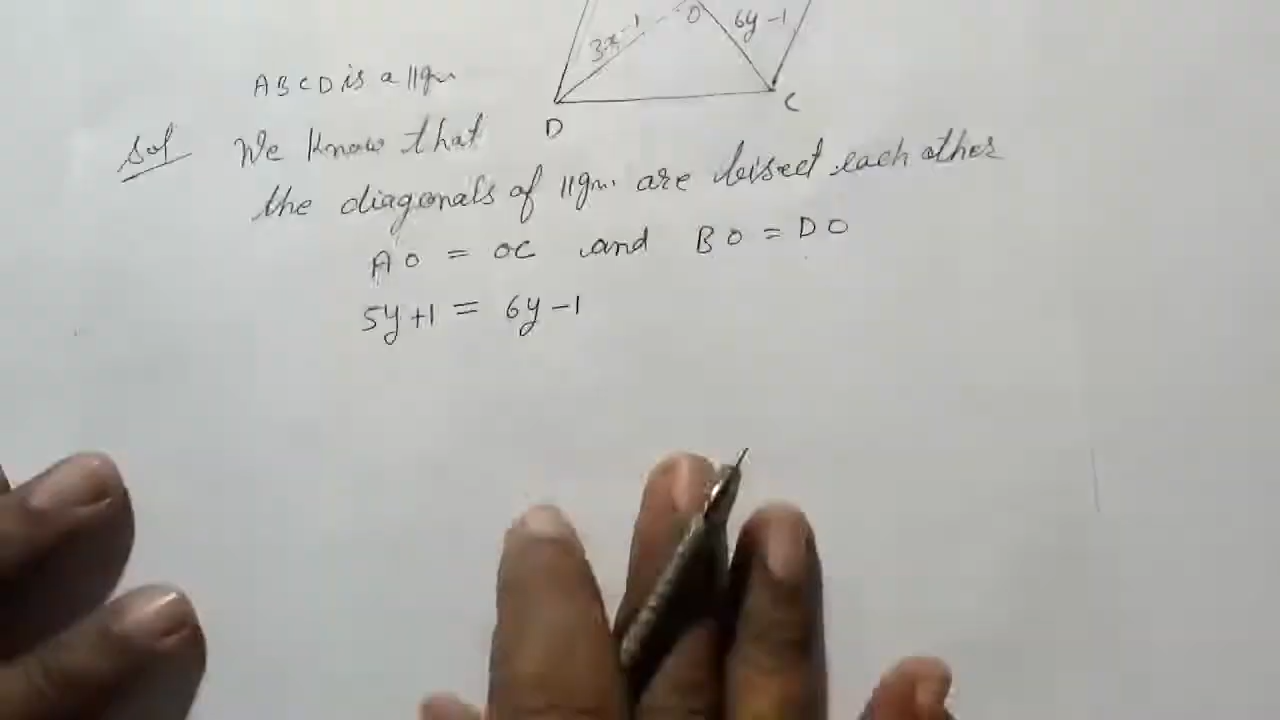 3x-1
O
6y-1
ABCD is a llgm
D
C
Sol We know that
the diagonals of llgm. are bisect each other
AO = OC and BO = DO
5y+1 = 6y-1